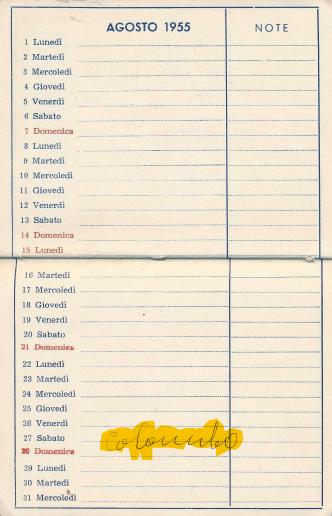 AGOSTO 1955 NOTE
1 Lunedì
2 Martedì
3 Mercoledì
4 Giovedì
5 Venerdì
6 Sabato
7 Domenica
8 Lunedì
9 Martedì
10 Mercoledì
11 Giovedì
12 Venerdì
13 Sabato
14 Domenica
15 Lunedì
16 Martedì
17 Mercoledì
18 Giovedì
19 Venerdì
20 Sabato
21 Domenica
22 Lunedì
23 Martedì
24 Mercoledì
25 Giovedì
26 Venerdì
27 Sabato Colombo
28 Domenica
29 Lunedì
30 Martedì
31 Mercoledì